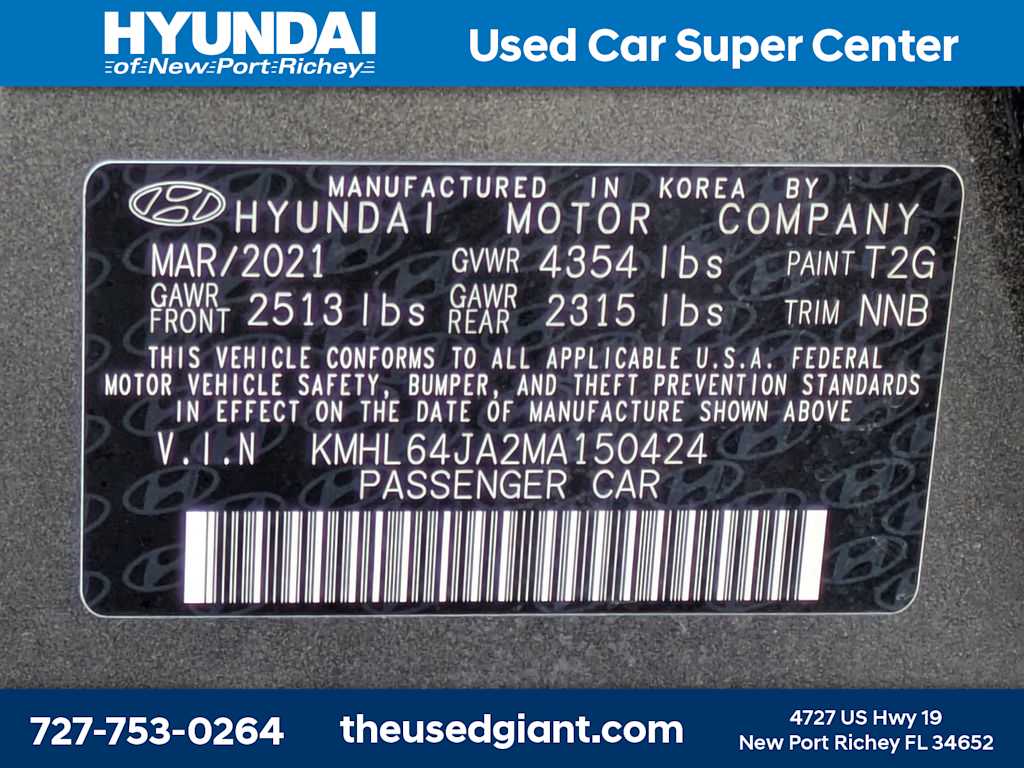 HYUNDAI
of New Port Richey
Used Car Super Center
MANUFACTURED IN KOREA BY
HYUNDAI MOTOR COMPANY
MAR/2021 GVWR 4354 lbs PAINT T2G
GAWR FRONT 2513 lbs GAWR REAR 2315 lbs TRIM NNB
THIS VEHICLE CONFORMS TO ALL APPLICABLE U.S.A. FEDERAL
MOTOR VEHICLE SAFETY, BUMPER, AND THEFT PREVENTION STANDARDS
IN EFFECT ON THE DATE OF MANUFACTURE SHOWN ABOVE
V.I.N KMHL64JA2MA150424
PASSENGER CAR
727-753-0264
theusedgiant.com
4727 US Hwy 19
New Port Richey FL 34652